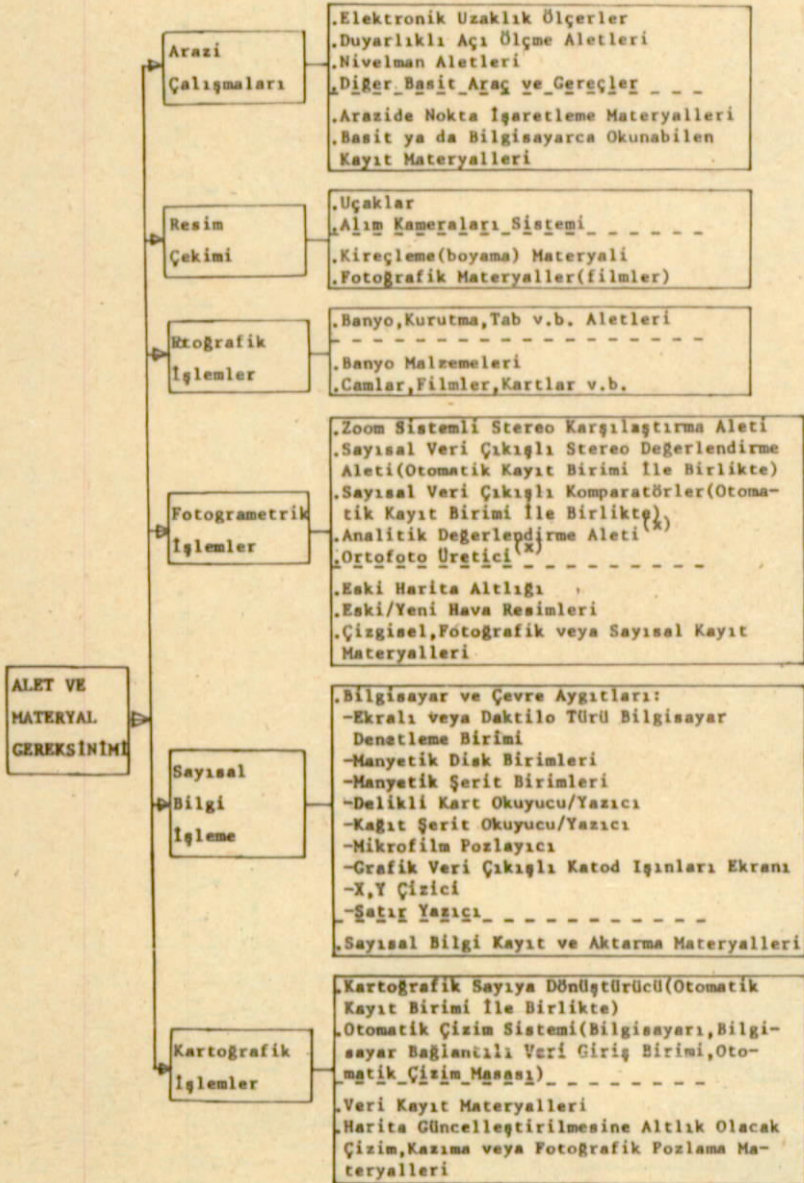 Arazi
Çalışmaları
.Elektronik Uzaklık Ölçerler
.Duyarlıklı Açı Ölçme Aletleri
.Nivelman Aletleri
.Diğer Basit Araç ve Gereçler
.Arazide Nokta İşaretleme Materyalleri
.Basit ya da Bilgisayarca Okunabilen
Kayıt Materyalleri
Resim
Çekimi
.Uçaklar
.Alım Kameraları Sistemi
.Kireçleme(boyama) Materyali
.Fotoğrafik Materyaller(filmler)
İşlemler
.Banyo,Kurutma,Tab v.b. Aletleri
.Banyo Malzemeleri
.Camlar,Filmler,Kartlar v.b.
Fotogrametrik
İşlemler
.Zoom Sistemli Stereo Karşılaştırma Aleti
.Sayısal Veri Çıkışlı Stereo Değerlendirme
Aleti(Otomatik Kayıt Birimi İle Birlikte)
.Sayısal Veri Çıkışlı Komparatörler(Otoma-
tik Kayıt Birimi İle Birlikte)
.Analitik Değerlendirme Aleti(x)
.Ortofoto Üretici(x)
.Eski Harita Altlığı
.Eski/Yeni Hava Resimleri
.Çizgisel,Fotoğrafik veya Sayısal Kayıt
Materyalleri
ALET VE
MATERYAL
GEREKSİNİMİ
Sayısal
Bilgi
İşleme
.Bilgisayar ve Çevre Aygıtları:
-Ekralı veya Daktilo Türü Bilgisayar
Denetleme Birimi
-Manyetik Disk Birimleri
-Manyetik Şerit Birimleri
-Delikli Kart Okuyucu/Yazıcı
-Kağıt Şerit Okuyucu/Yazıcı
-Mikrofilm Pozlayıcı
-Grafik Veri Çıkışlı Katod Işınları Ekranı
-X,Y Çizici
-Satır Yazıcı
.Sayısal Bilgi Kayıt ve Aktarma Materyalleri
Kartoğrafik
İşlemler
.Kartoğrafik Sayıya Dönüştürücü(Otomatik
Kayıt Birimi İle Birlikte)
.Otomatik Çizim Sistemi(Bilgisayarı,Bilgi-
sayar Bağlantılı Veri Giriş Birimi,Oto-
matik Çizim Masası)
.Veri Kayıt Materyalleri
.Harita Güncelleştirilmesine Altlık Olacak
Çizim,Kazıma veya Fotoğrafik Pozlama Ma-
teryalleri